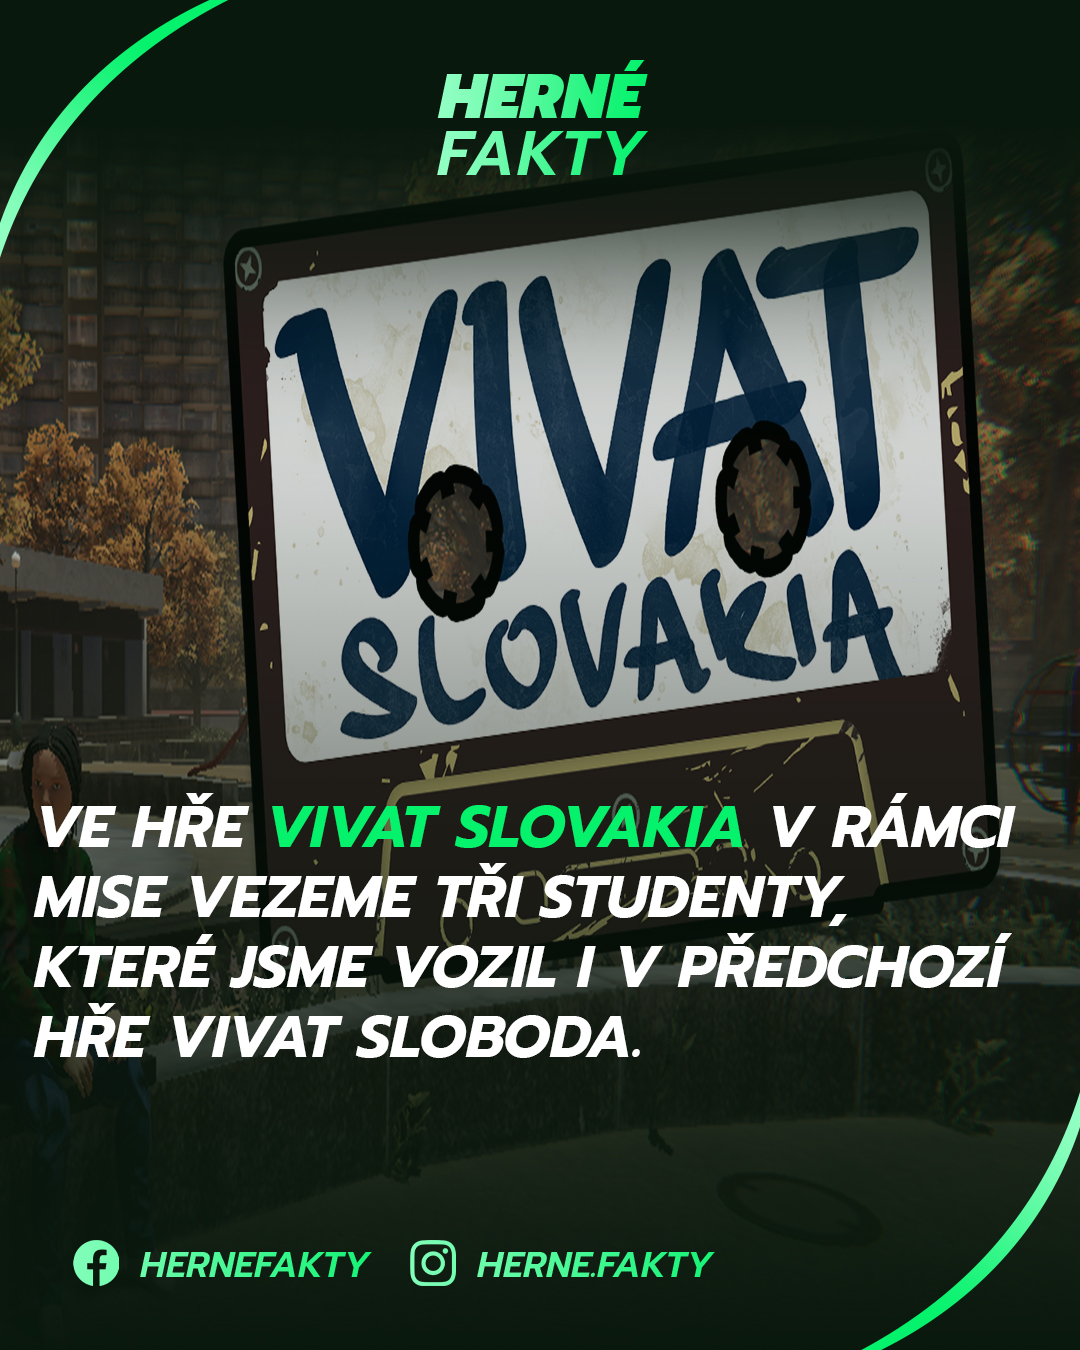 HERNÉ
FAKTY
VIVAT
SLOVAKIA
VE HŘE VIVAT SLOVAKIA V RÁMCI
MISE VEZEME TŘI STUDENTY,
KTERÉ JSME VOZIL I V PŘEDCHOZÍ
HŘE VIVAT SLOBODA.
HERNEFAKTY HERNE.FAKTY